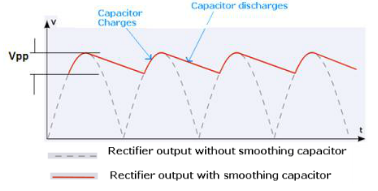 Capacitor discharges
Capacitor
Charges
v
Vpp
t
Rectifier output without smoothing capacitor
Rectifier output with smoothing capacitor